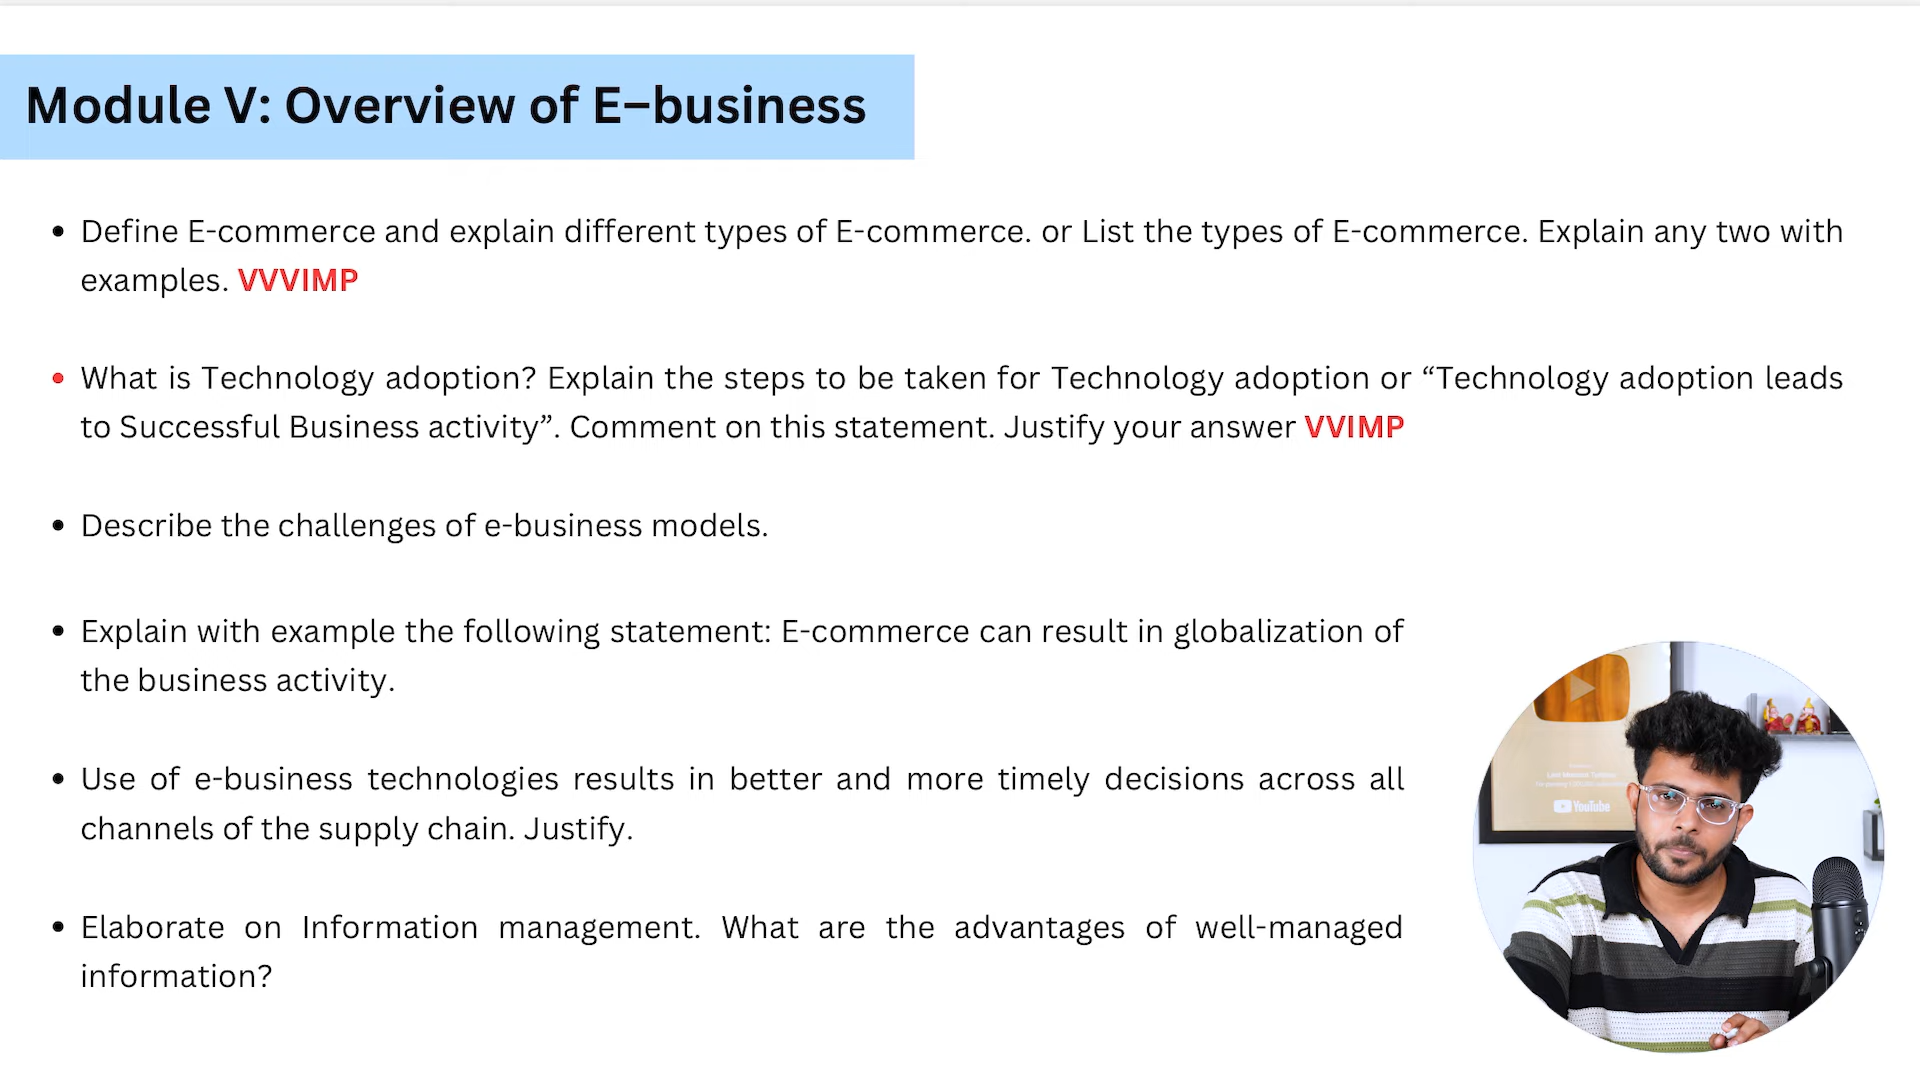 Module V: Overview of E–business
• Define E-commerce and explain different types of E-commerce. or List the types of E-commerce. Explain any two with
examples. VVVIMP
• What is Technology adoption? Explain the steps to be taken for Technology adoption or “Technology adoption leads
to Successful Business activity”. Comment on this statement. Justify your answer VVIMP
• Describe the challenges of e-business models.
• Explain with example the following statement: E-commerce can result in globalization of
the business activity.
• Use of e-business technologies results in better and more timely decisions across all
channels of the supply chain. Justify.
• Elaborate on Information management. What are the advantages of well-managed
information?
YouTube